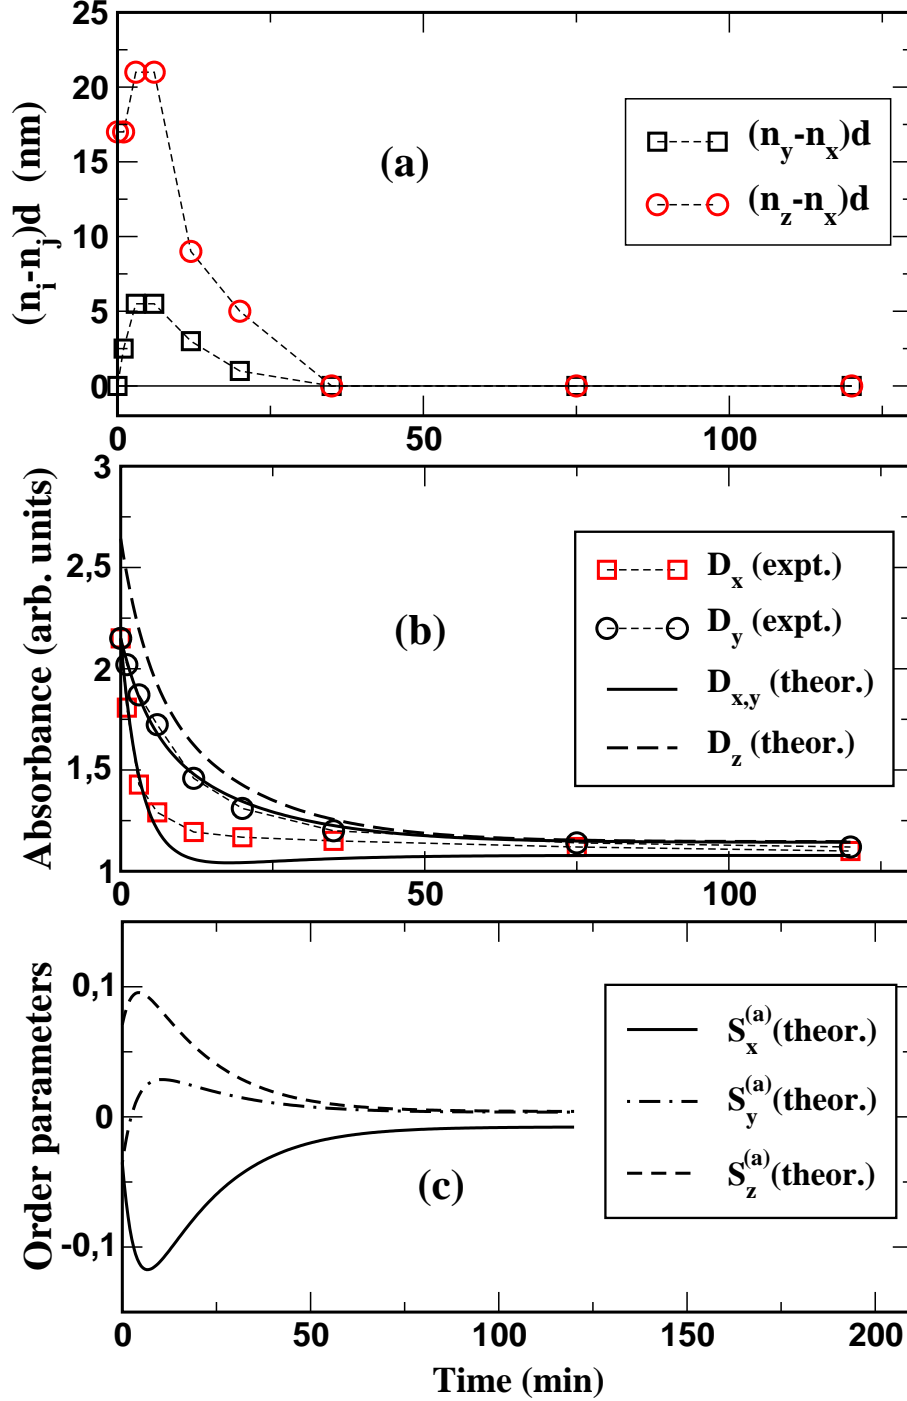 25
20
15
10
5
0
(n_i-n_j)d (nm)
(a)
(n_y-n_x)d
(n_z-n_x)d
0 50 100
3
2,5
2
1,5
1
Absorbance (arb. units)
(b)
D_x (expt.)
D_y (expt.)
D_x,y (theor.)
D_z (theor.)
0 50 100
0,1
0
-0,1
Order parameters
(c)
S_x^(a)(theor.)
S_y^(a)(theor.)
S_z^(a)(theor.)
0 50 100 150 200
Time (min)